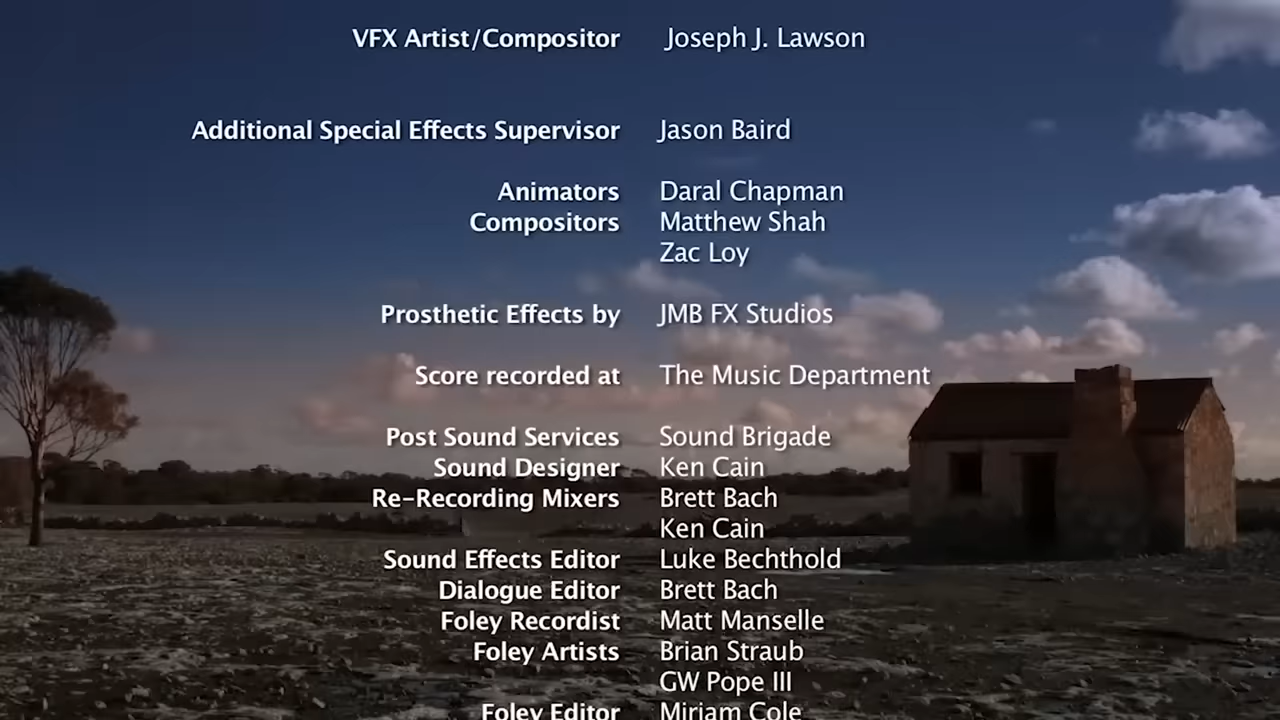 VFX Artist/Compositor Joseph J. Lawson
Additional Special Effects Supervisor Jason Baird
Animators Daral Chapman
Compositors Matthew Shah
Zac Loy
Prosthetic Effects by JMB FX Studios
Score recorded at The Music Department
Post Sound Services Sound Brigade
Sound Designer Ken Cain
Re-Recording Mixers Brett Bach
Ken Cain
Sound Effects Editor Luke Bechthold
Dialogue Editor Brett Bach
Foley Recordist Matt Manselle
Foley Artists Brian Straub
GW Pope III
Foley Editor Miriam Cole